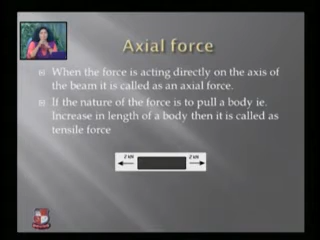 Axial force
When the force is acting directly on the axis of
the beam it is called as an axial force.
If the nature of the force is to pull a body ie.
Increase in length of a body then it is called as
tensile force
2 kN 2 kN